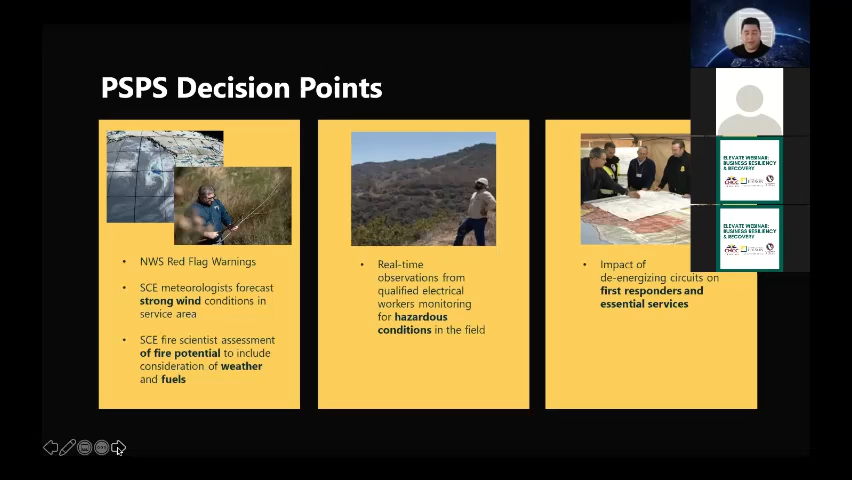 PSPS Decision Points
• NWS Red Flag Warnings
• SCE meteorologists forecast
strong wind conditions in
service area
• SCE fire scientist assessment
of fire potential to include
consideration of weather
and fuels
• Real-time
observations from
qualified electrical
workers monitoring
for hazardous
conditions in the field
• Impact of
de-energizing circuits on
first responders and
essential services
ELEVATE WEBINAR:
BUSINESS RESILIENCY
& RECOVERY
ELEVATE WEBINAR:
BUSINESS RESILIENCY
& RECOVERY